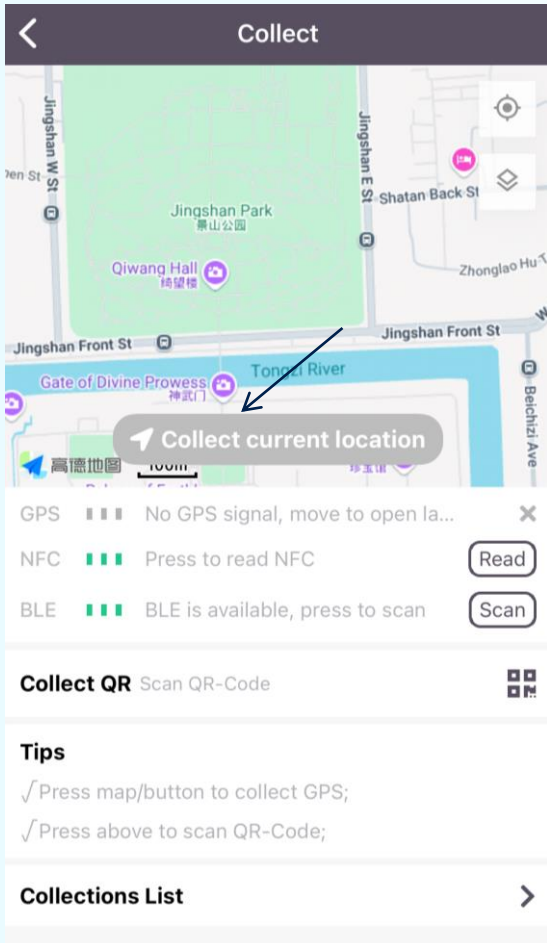 Collect
Jingshan W St
Jingshan E St
Shatan Back St
Jingshan Park
景山公园
Qiwang Hall
绮望楼
Zhonglao Hu T
Jingshan Front St
Jingshan Front St
Tongzi River
Gate of Divine Prowess
神武门
Beichizi Ave
Collect current location
高德地图
100m
珍宝馆
GPS No GPS signal, move to open la...
NFC Press to read NFC Read
BLE BLE is available, press to scan Scan
Collect QR Scan QR-Code
Tips
√Press map/button to collect GPS;
√Press above to scan QR-Code;
Collections List